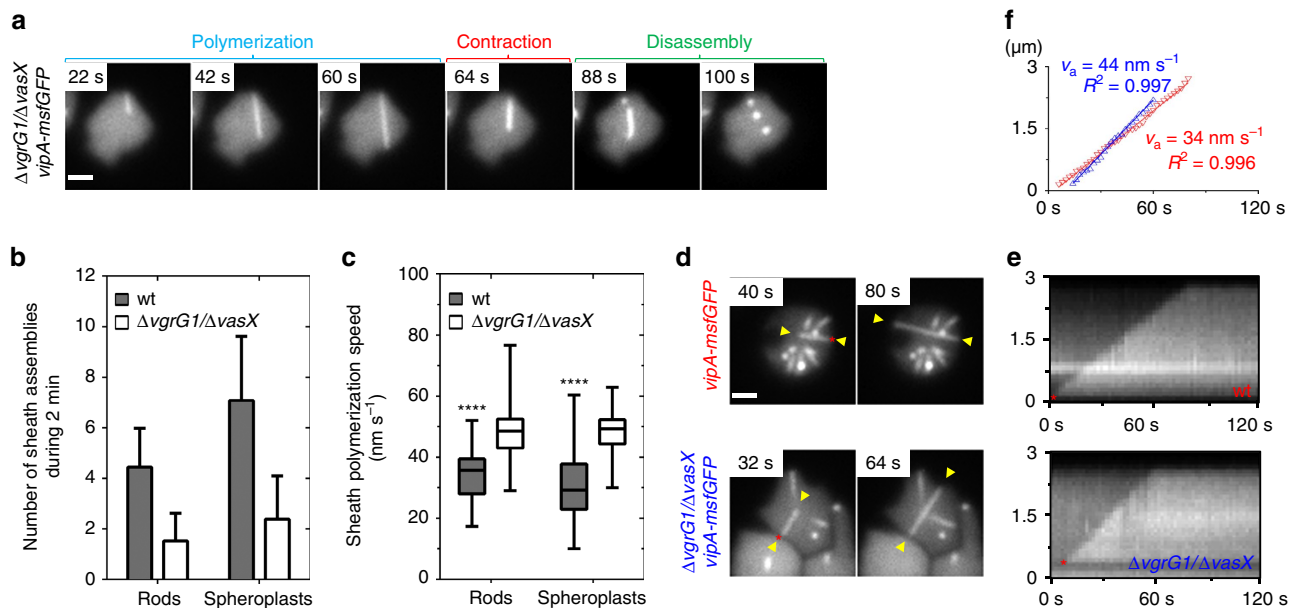 a
Polymerization Contraction Disassembly
ΔvgrG1/ΔvasX
vipA-msfGFP
22 s 42 s 60 s 64 s 88 s 100 s
f
(μm)
3
1.5
0
0 s 60 s 120 s
va = 44 nm s⁻¹
R² = 0.997
va = 34 nm s⁻¹
R² = 0.996
b
Number of sheath assemblies
during 2 min
12
10
8
6
4
2
0
wt
ΔvgrG1/ΔvasX
Rods Spheroplasts
c
Sheath polymerization speed
(nm s⁻¹)
100
80
60
40
20
0
wt
ΔvgrG1/ΔvasX
****
****
Rods Spheroplasts
d
vipA-msfGFP
40 s 80 s
*
ΔvgrG1/ΔvasX
vipA-msfGFP
32 s 64 s
*
e
3
1.5
0
*
wt
0 s 60 s 120 s
3
1.5
0
*
ΔvgrG1/ΔvasX
0 s 60 s 120 s